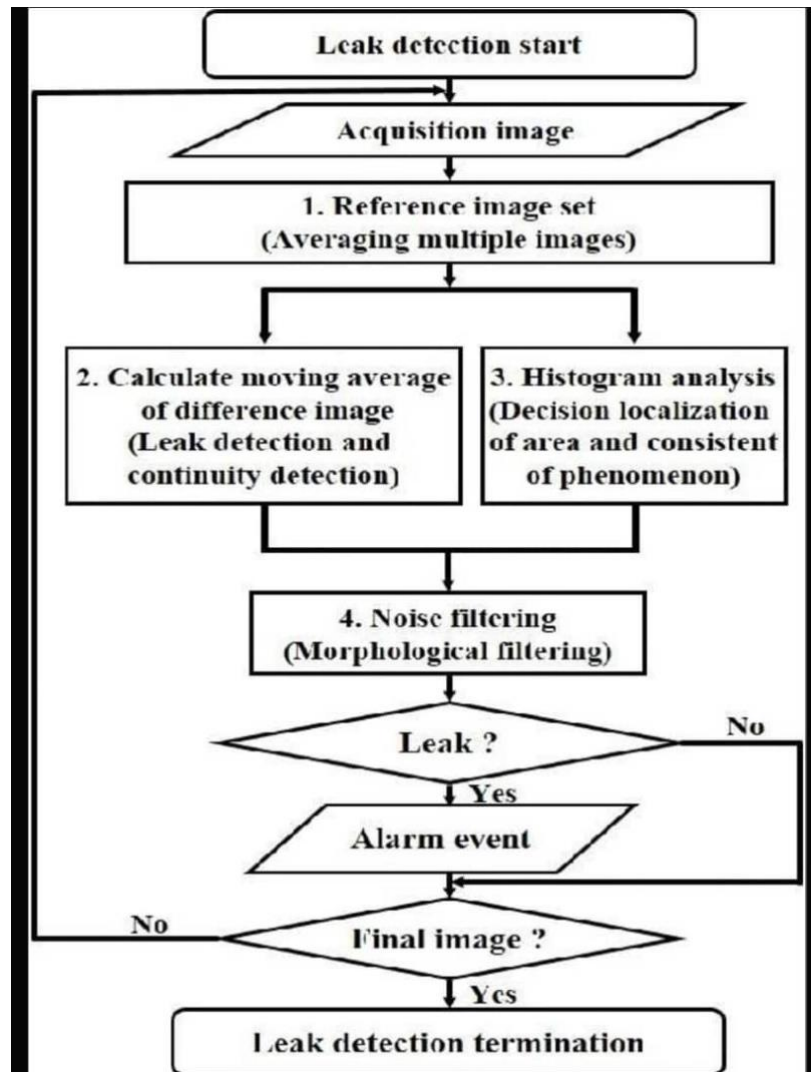 Leak detection start
Acquisition image
1. Reference image set
(Averaging multiple images)
2. Calculate moving average
of difference image
(Leak detection and
continuity detection)
3. Histogram analysis
(Decision localization
of area and consistent
of phenomenon)
4. Noise filtering
(Morphological filtering)
Leak ?
No
Yes
Alarm event
No
Final image ?
Yes
Leak detection termination